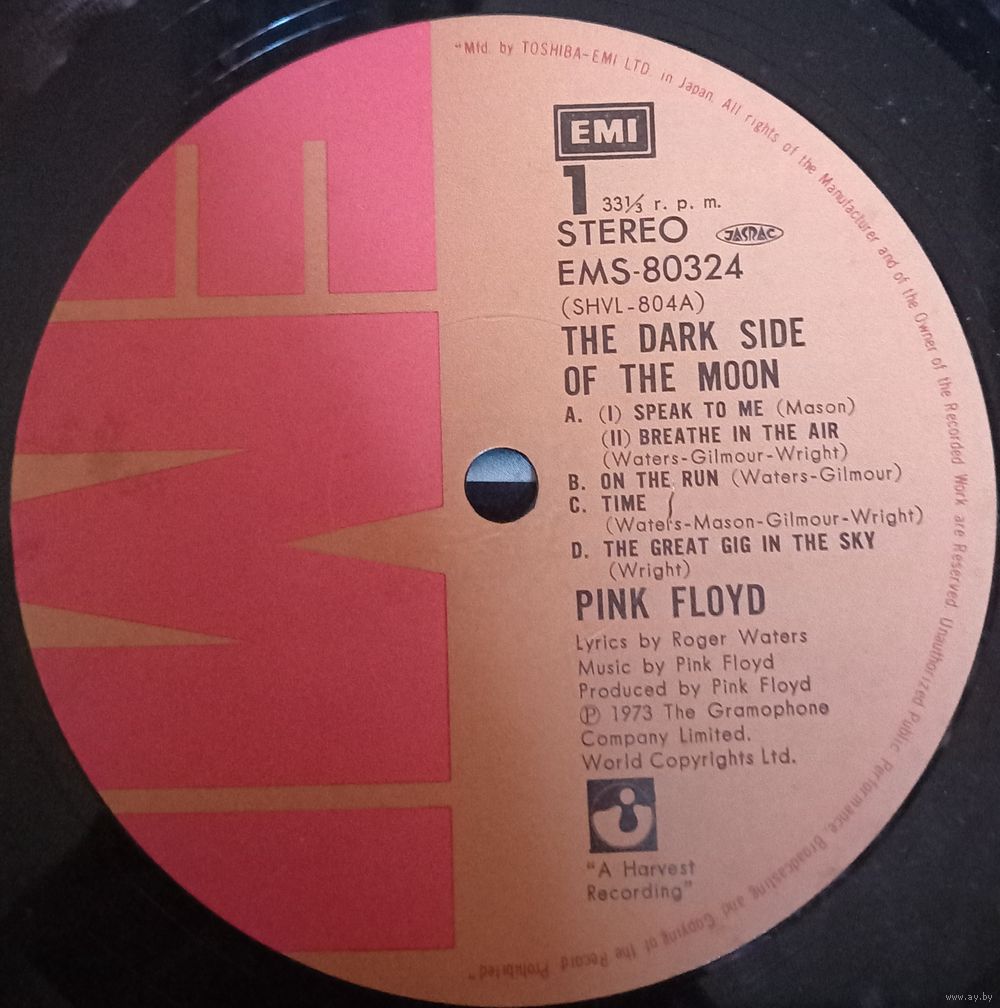 "Mfd. by TOSHIBA-EMI LTD. in Japan. All rights of the Manufacturer and of the Owner of the Recorded Work are Reserved. Unauthorized Public Performance, Broadcasting and Copying of the Record Prohibited"
EMI
EMI
1 33⅓ r. p. m.
STEREO JASRAC
EMS-80324
(SHVL-804A)
THE DARK SIDE
OF THE MOON
A. (I) SPEAK TO ME (Mason)
(II) BREATHE IN THE AIR
(Waters-Gilmour-Wright)
B. ON THE RUN (Waters-Gilmour)
C. TIME
(Waters-Mason-Gilmour-Wright)
D. THE GREAT GIG IN THE SKY
(Wright)
PINK FLOYD
Lyrics by Roger Waters
Music by Pink Floyd
Produced by Pink Floyd
Ⓟ 1973 The Gramophone
Company Limited.
World Copyrights Ltd.
"A Harvest
Recording"
www.ay.by